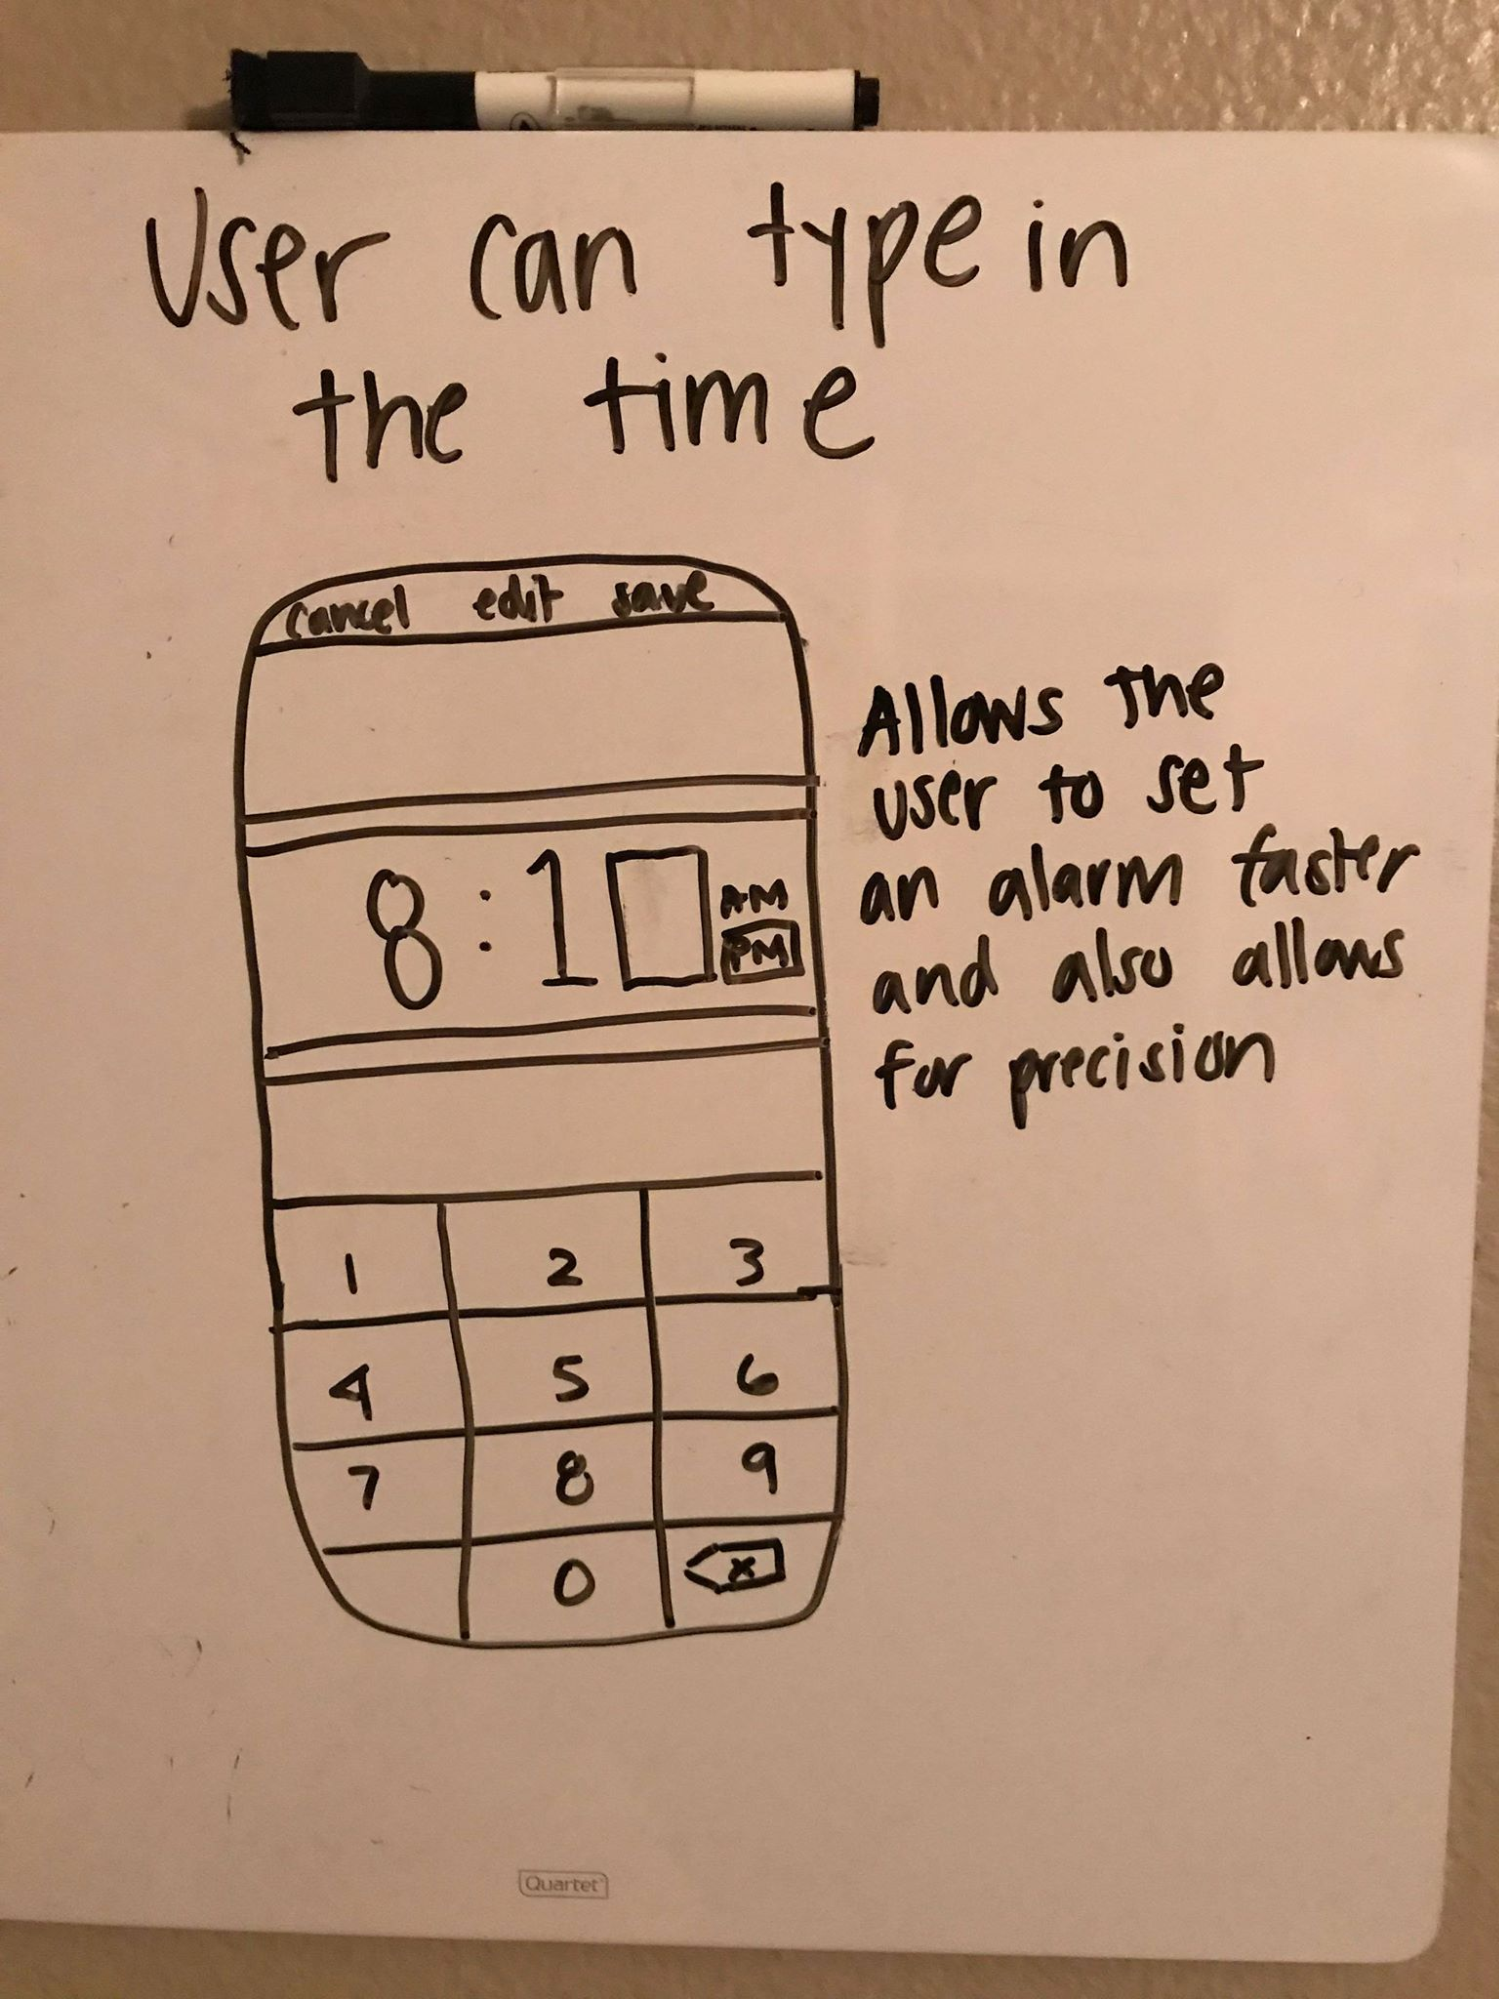 User can type in
the time
cancel edit save
Allows the
user to set
an alarm faster
and also allows
for precision
8:1
AM
PM
1 2 3
4 5 6
7 8 9
0 x
Quartet